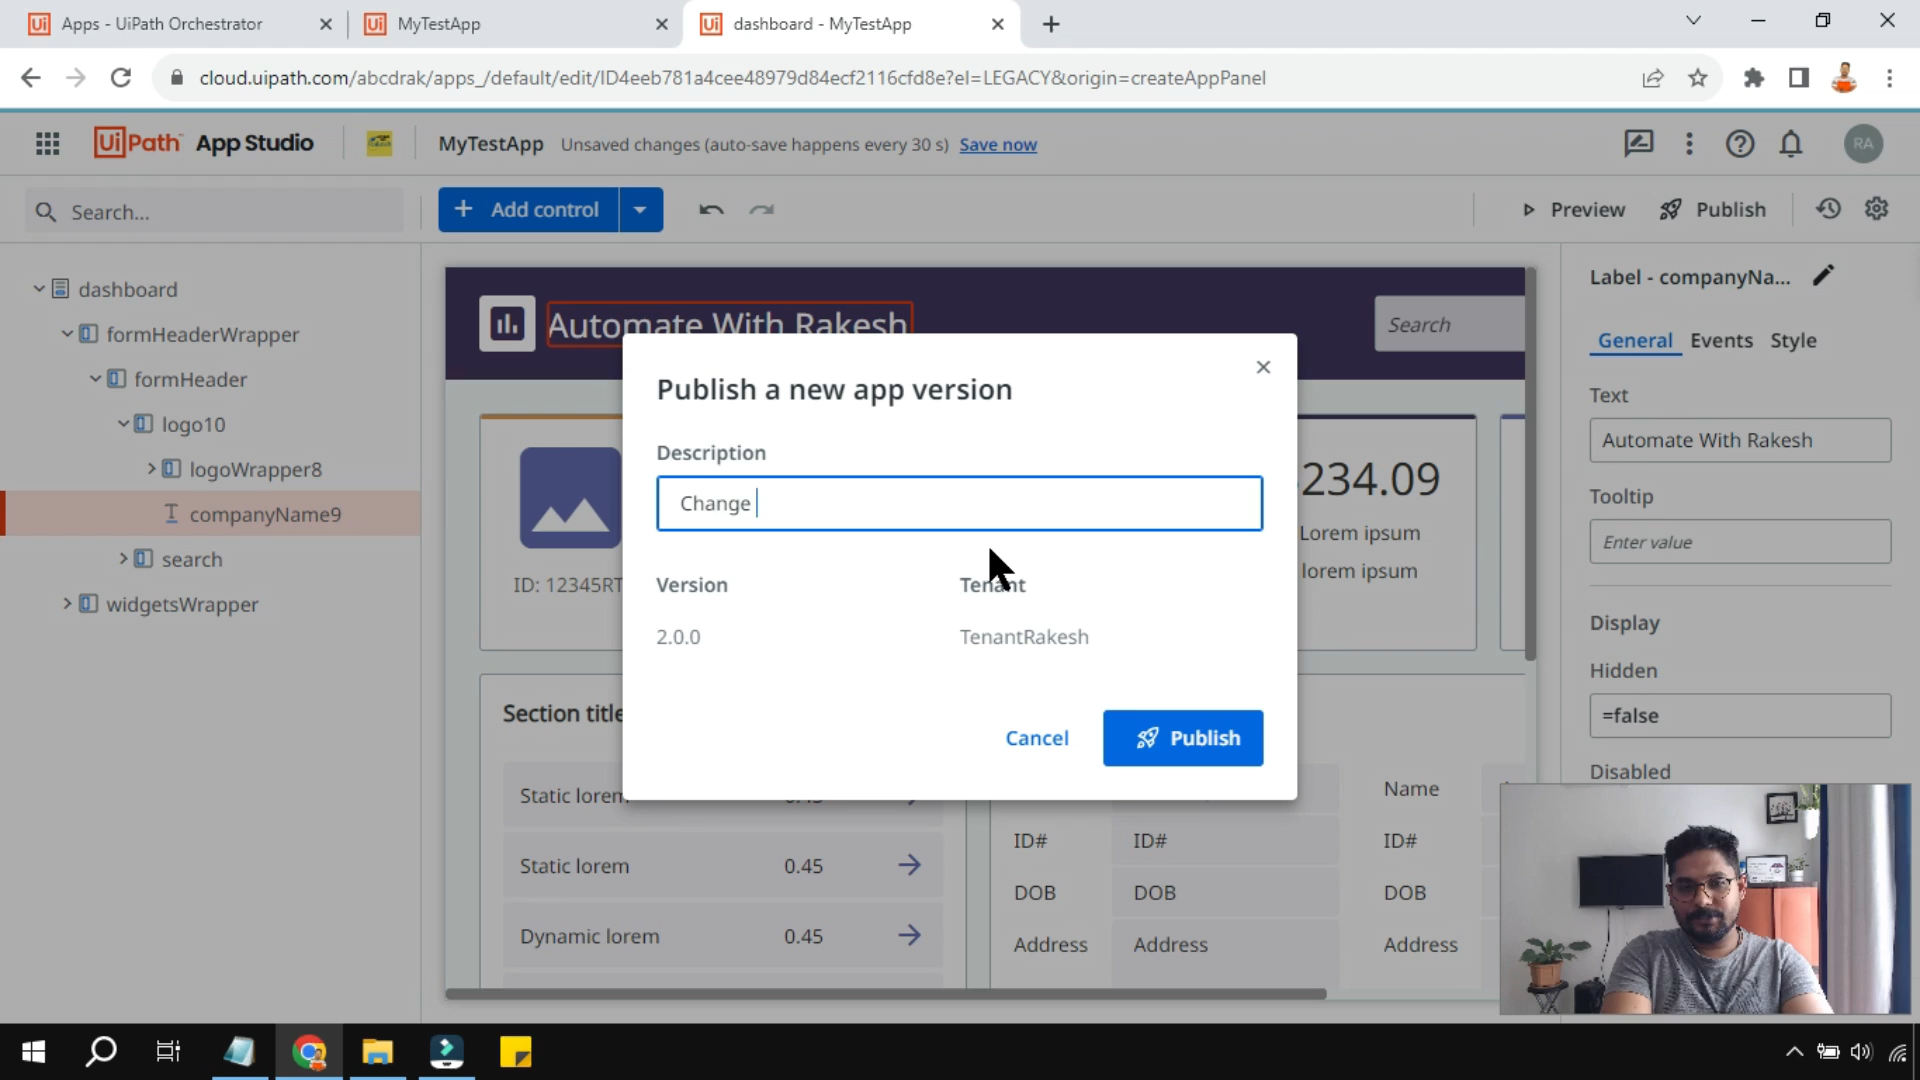 Apps - UiPath Orchestrator
MyTestApp
dashboard - MyTestApp
cloud.uipath.com/abcdrak/apps_/default/edit/ID4eeb781a4cee48979d84ecf2116cfd8e?el=LEGACY&origin=createAppPanel
UiPath App Studio
MyTestApp
Unsaved changes (auto-save happens every 30 s) Save now
RA
Search...
Add control
Preview
Publish
dashboard
formHeaderWrapper
formHeader
logo10
logoWrapper8
companyName9
search
widgetsWrapper
Automate With Rakesh
Search
ID: 12345RT
234.09
Lorem ipsum
lorem ipsum
Section title
Static lorem
Static lorem 0.45
Dynamic lorem 0.45
Name
ID# ID# ID#
DOB DOB DOB
Address Address Address
Publish a new app version
Description
Change
Version
Tenant
2.0.0
TenantRakesh
Cancel
Publish
Label - companyNa...
General Events Style
Text
Automate With Rakesh
Tooltip
Enter value
Display
Hidden
=false
Disabled